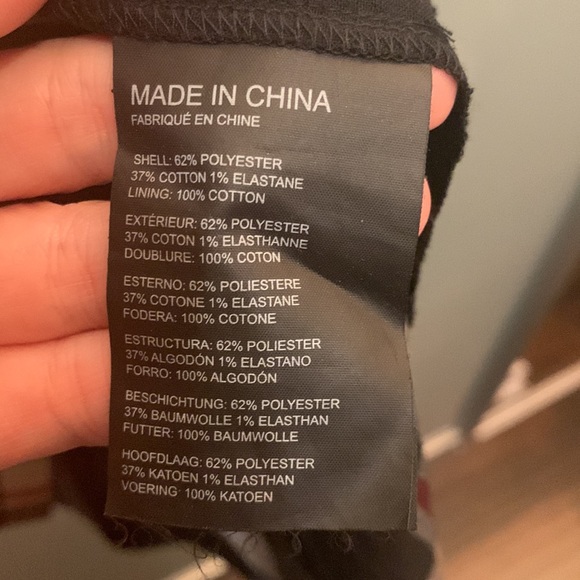 MADE IN CHINA
FABRIQUÉ EN CHINE
SHELL: 62% POLYESTER
37% COTTON 1% ELASTANE
LINING: 100% COTTON
EXTÉRIEUR: 62% POLYESTER
37% COTON 1% ELASTHANNE
DOUBLURE: 100% COTON
ESTERNO: 62% POLIESTERE
37% COTONE 1% ELASTANE
FODERA: 100% COTONE
ESTRUCTURA: 62% POLIESTER
37% ALGODÓN 1% ELASTANO
FORRO: 100% ALGODÓN
BESCHICHTUNG: 62% POLYESTER
37% BAUMWOLLE 1% ELASTHAN
FUTTER: 100% BAUMWOLLE
HOOFDLAAG: 62% POLYESTER
37% KATOEN 1% ELASTHAN
VOERING: 100% KATOEN